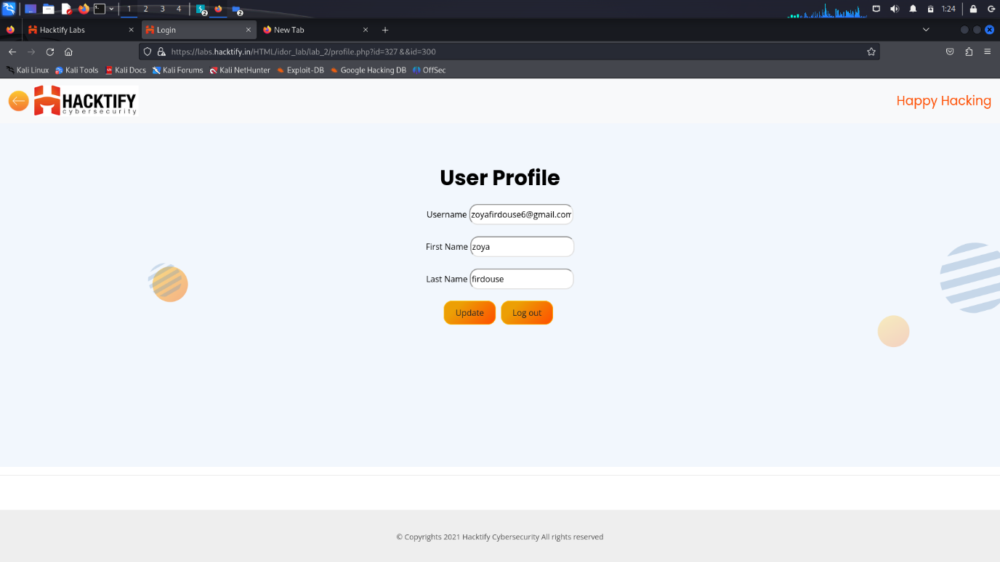 1 2 3 4 2 2 1:24
Hacktify Labs Login New Tab
https://labs.hacktify.in/HTML/idor_lab/lab_2/profile.php?id=327 &&id=300
Kali Linux Kali Tools Kali Docs Kali Forums Kali NetHunter Exploit-DB Google Hacking DB OffSec
HACKTIFY
cybersecurity
Happy Hacking
User Profile
Username zoyafirdouse6@gmail.com
First Name zoya
Last Name firdouse
Update Log out
© Copyrights 2021 Hacktify Cybersecurity All rights reserved